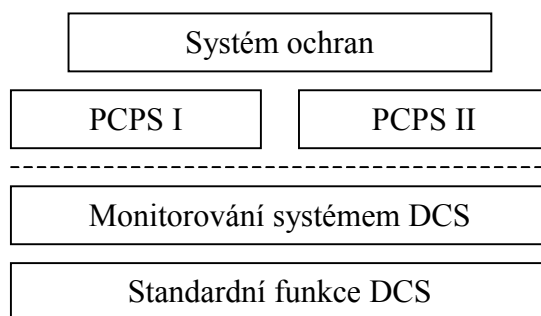 Systém ochran
PCPS I
PCPS II
Monitorování systémem DCS
Standardní funkce DCS